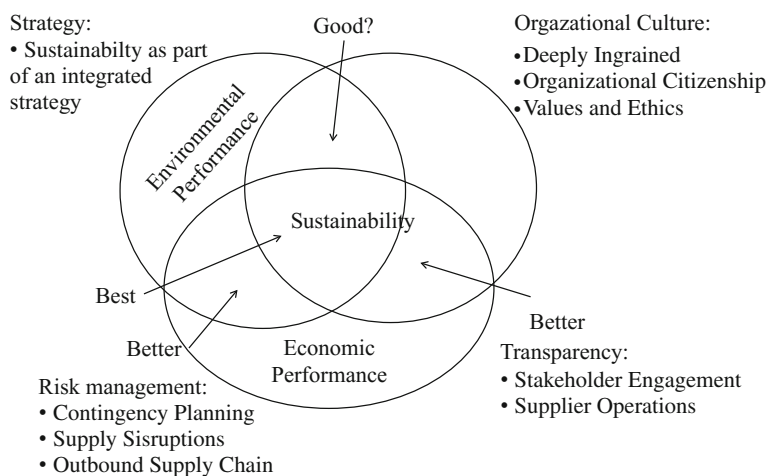 Strategy:
• Sustainabilty as part
of an integrated
strategy
Good?
Orgazational Culture:
•Deeply Ingrained
•Organizational Citizenship
•Values and Ethics
Environmental
Performance
Sustainability
Best
Better
Better
Economic
Performance
Transparency:
• Stakeholder Engagement
• Supplier Operations
Risk management:
• Contingency Planning
• Supply Sisruptions
• Outbound Supply Chain